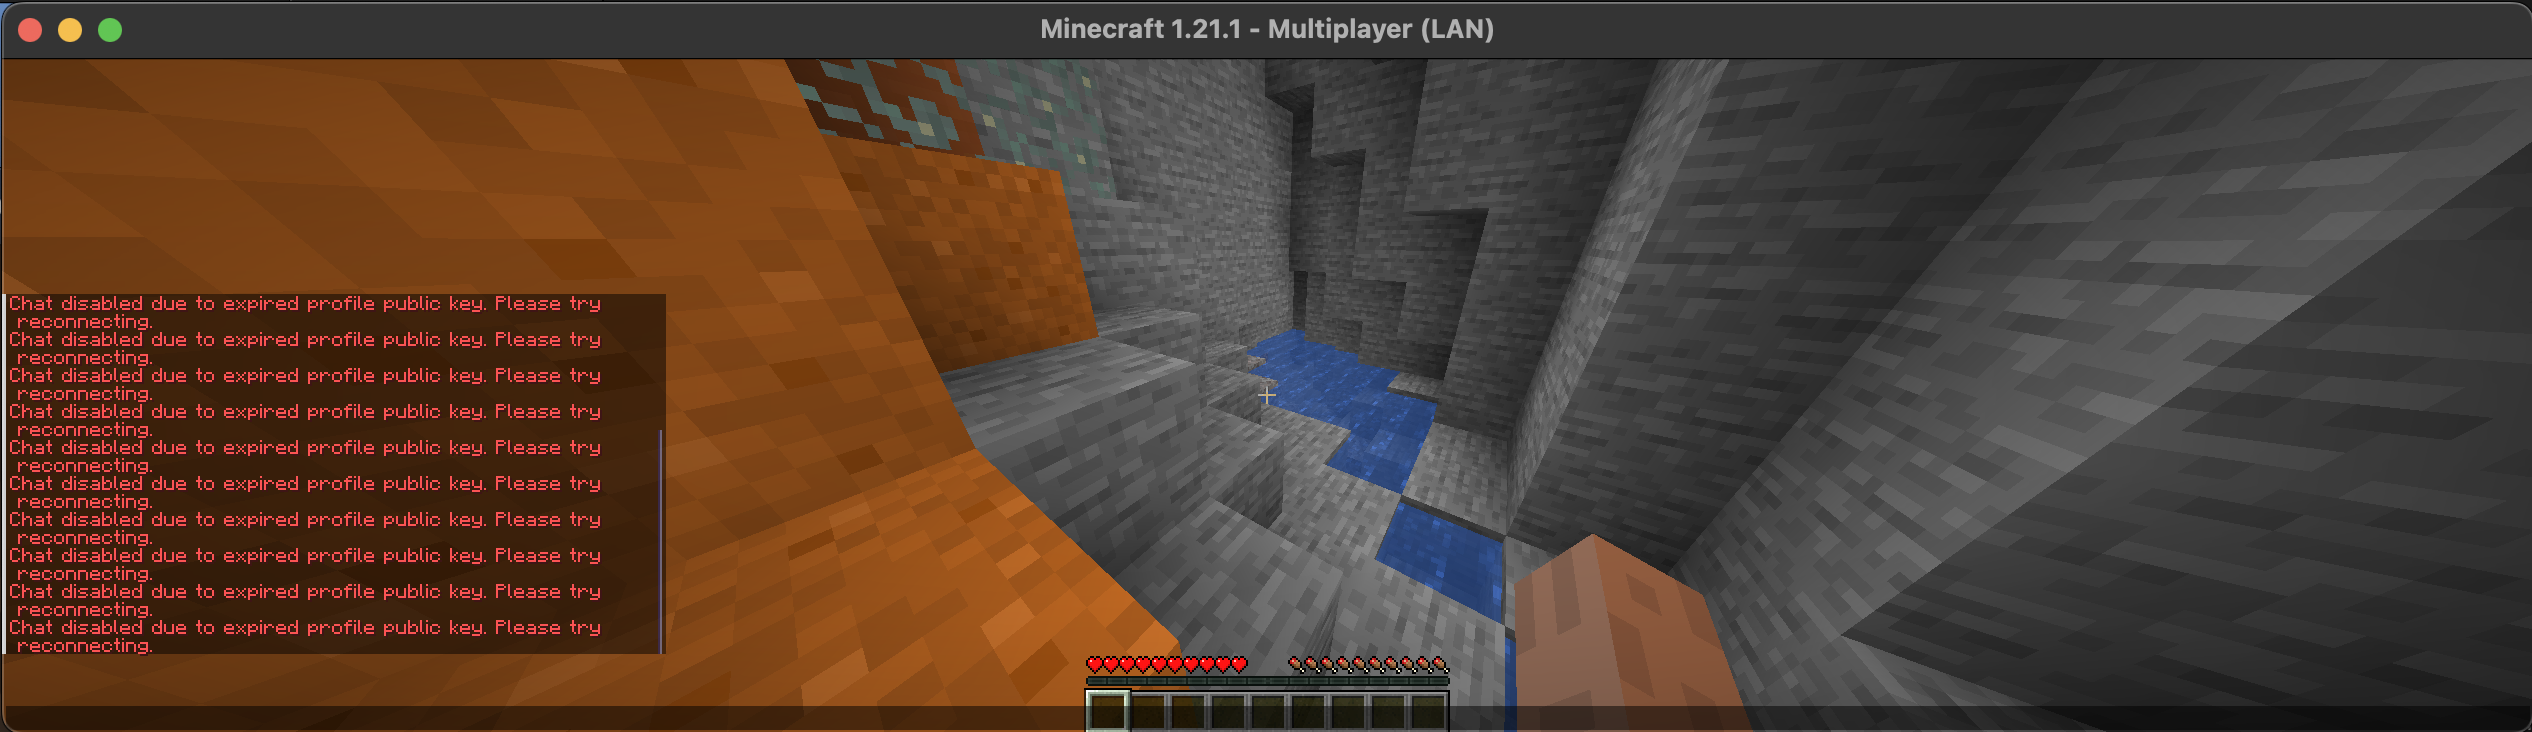 Minecraft 1.21.1 - Multiplayer (LAN)
Chat disabled due to expired profile public key. Please try
reconnecting.
Chat disabled due to expired profile public key. Please try
reconnecting.
Chat disabled due to expired profile public key. Please try
reconnecting.
Chat disabled due to expired profile public key. Please try
reconnecting.
Chat disabled due to expired profile public key. Please try
reconnecting.
Chat disabled due to expired profile public key. Please try
reconnecting.
Chat disabled due to expired profile public key. Please try
reconnecting.
Chat disabled due to expired profile public key. Please try
reconnecting.
Chat disabled due to expired profile public key. Please try
reconnecting.
Chat disabled due to expired profile public key. Please try
reconnecting.